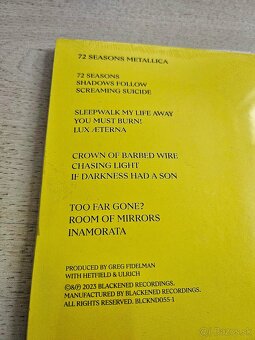 72 SEASONS METALLICA
72 SEASONS
SHADOWS FOLLOW
SCREAMING SUICIDE
SLEEPWALK MY LIFE AWAY
YOU MUST BURN!
LUX ÆTERNA
CROWN OF BARBED WIRE
CHASING LIGHT
IF DARKNESS HAD A SON
TOO FAR GONE?
ROOM OF MIRRORS
INAMORATA
PRODUCED BY GREG FIDELMAN
WITH HETFIELD & ULRICH
©&℗ 2023 BLACKENED RECORDINGS.
MANUFACTURED BY BLACKENED RECORDINGS.
ALL RIGHTS RESERVED. BLCKND055-1